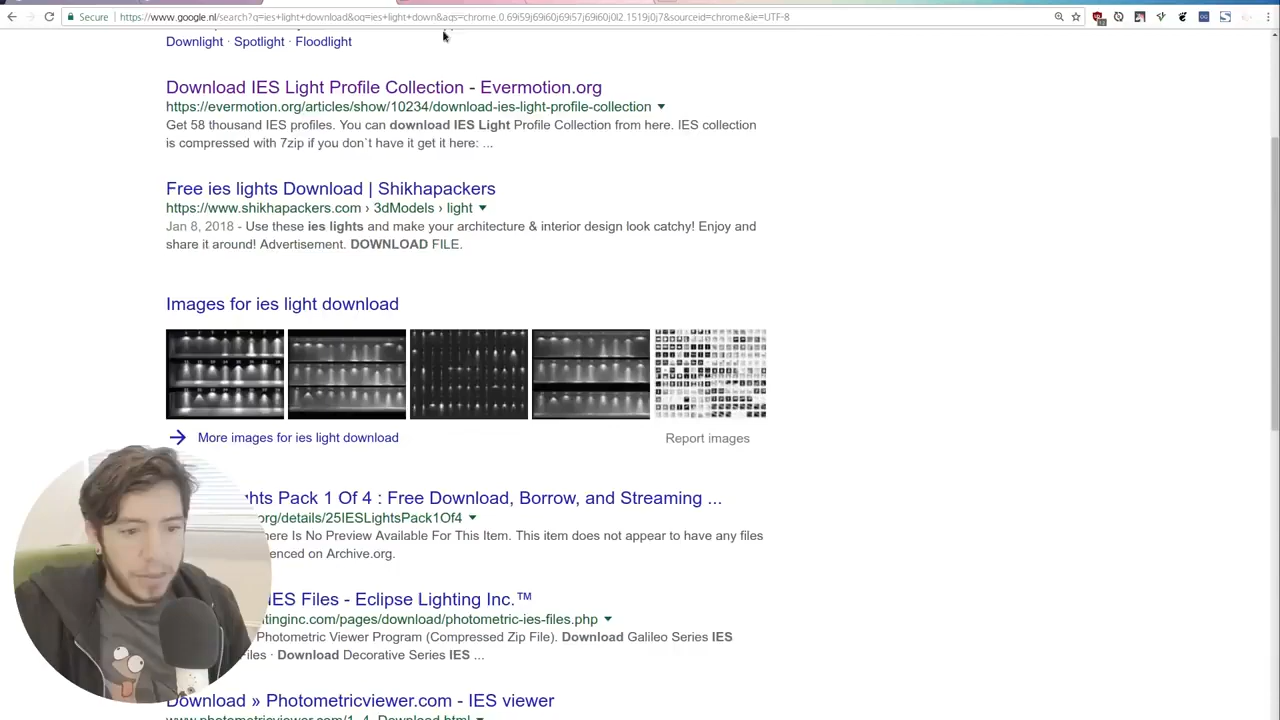 Secure
https://www.google.nl/search?q=ies+light+download&oq=ies+light+down&aqs=chrome.0.69i59j69i60j69i57j69i60j0l2.1519j0j7&sourceid=chrome&ie=UTF-8
Downlight · Spotlight · Floodlight
Download IES Light Profile Collection - Evermotion.org
https://evermotion.org/articles/show/10234/download-ies-light-profile-collection
Get 58 thousand IES profiles. You can download IES Light Profile Collection from here. IES collection
is compressed with 7zip if you don`t have it get it here: ...
Free ies lights Download | Shikhapackers
https://www.shikhapackers.com › 3dModels › light
Jan 8, 2018 - Use these ies lights and make your architecture & interior design look catchy! Enjoy and
share it around! Advertisement. DOWNLOAD FILE.
Images for ies light download
More images for ies light download
Report images
hts Pack 1 Of 4 : Free Download, Borrow, and Streaming ...
org/details/25IESLightsPack1Of4
here Is No Preview Available For This Item. This item does not appear to have any files
enced on Archive.org.
IES Files - Eclipse Lighting Inc.™
tinginc.com/pages/download/photometric-ies-files.php
Photometric Viewer Program (Compressed Zip File). Download Galileo Series IES
iles · Download Decorative Series IES ...
Download » Photometricviewer.com - IES viewer
www.photometricviewer.com/1_4_Download.html